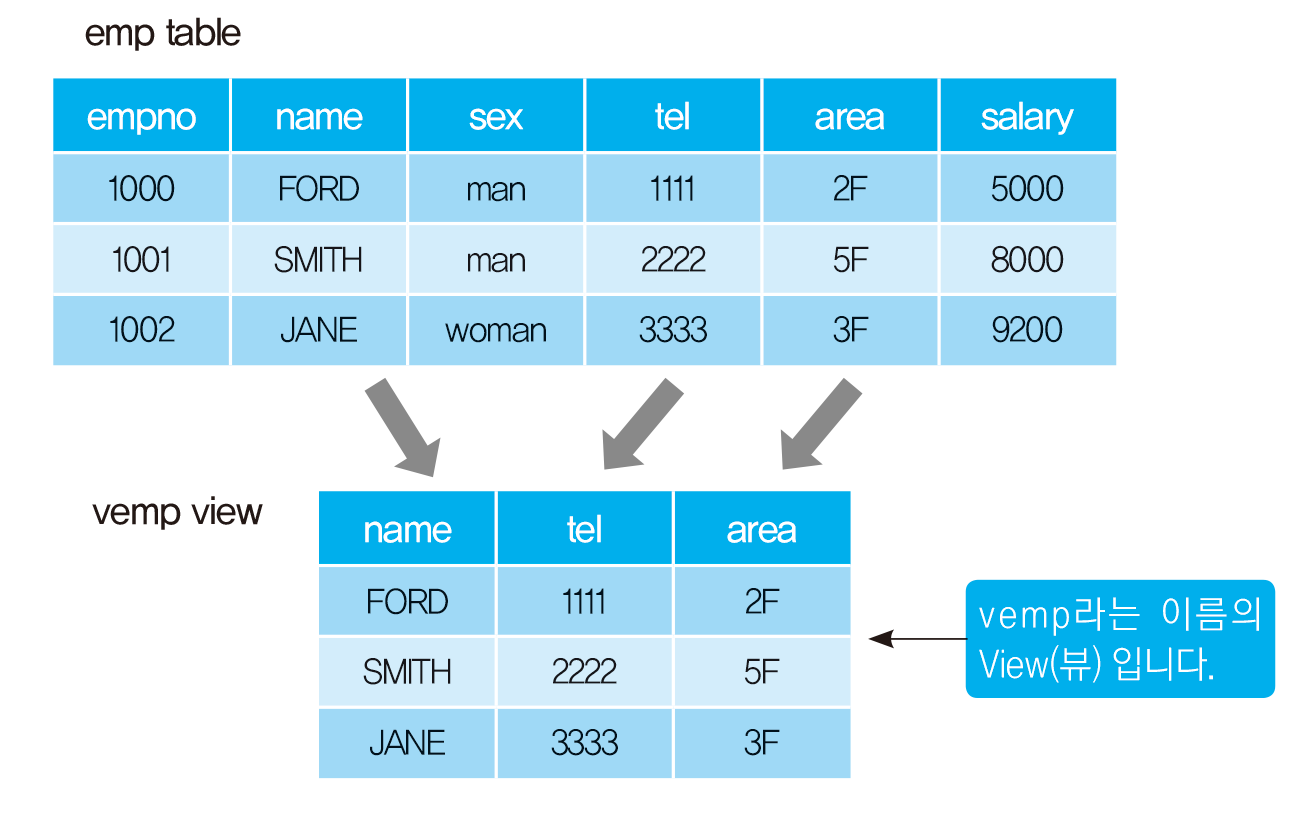 emp table
empno name sex tel area salary
1000 FORD man 1111 2F 5000
1001 SMITH man 2222 5F 8000
1002 JANE woman 3333 3F 9200
vemp view
name tel area
FORD 1111 2F
SMITH 2222 5F
JANE 3333 3F
vemp라는 이름의
View(뷰) 입니다.